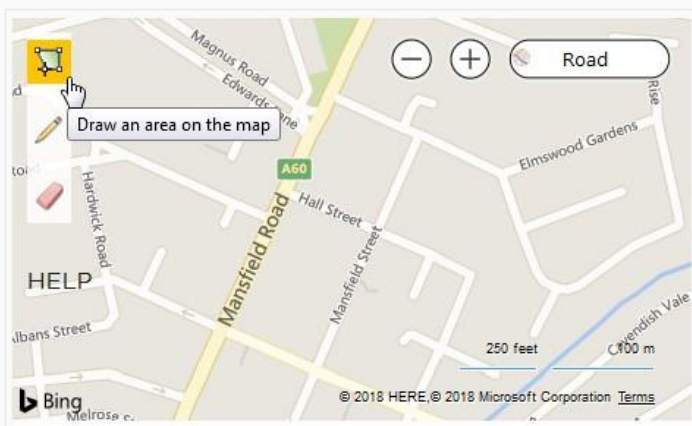 Magnus Road
Edwards Lane
Road
Rise
Draw an area on the map
Elmswood Gardens
A60
Hardwick Road
Hall Street
Mansfield Road
Mansfield Street
HELP
lbans Street
250 feet
100 m
Cavendish Vale
Bing
© 2018 HERE,© 2018 Microsoft Corporation Terms
Melrose